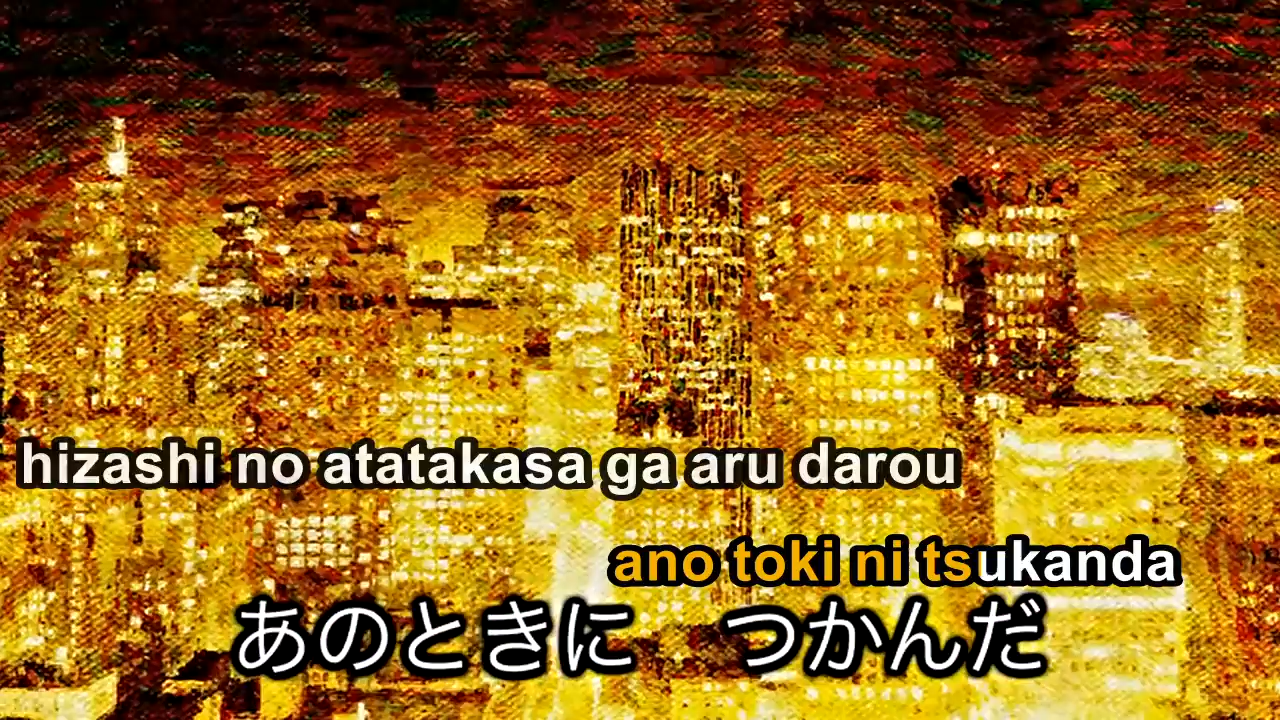 hizashi no atatakasa ga aru darou
ano toki ni tsukanda
あのときに　つかんだ